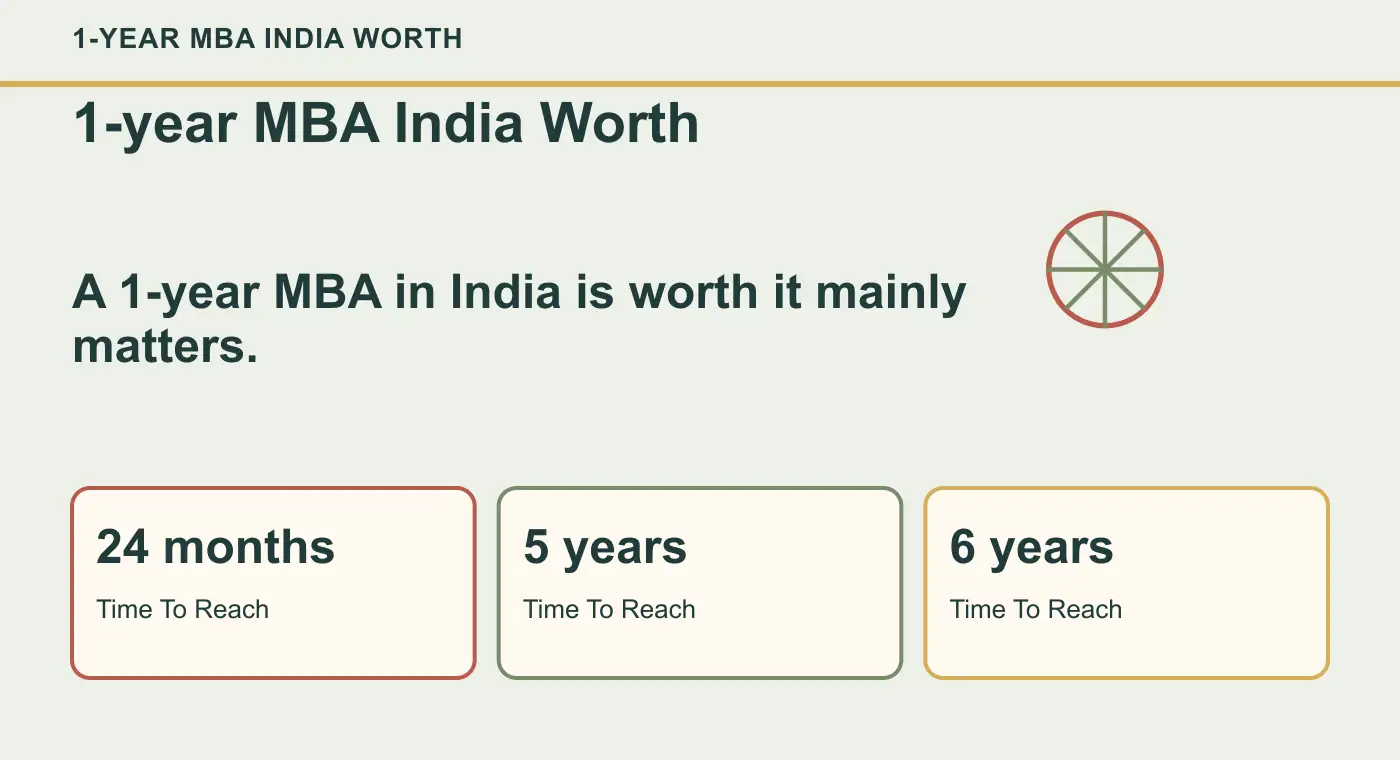 1-YEAR MBA INDIA WORTH
1-year MBA India Worth
A 1-year MBA in India is worth it mainly
matters.
24 months
Time To Reach
5 years
Time To Reach
6 years
Time To Reach